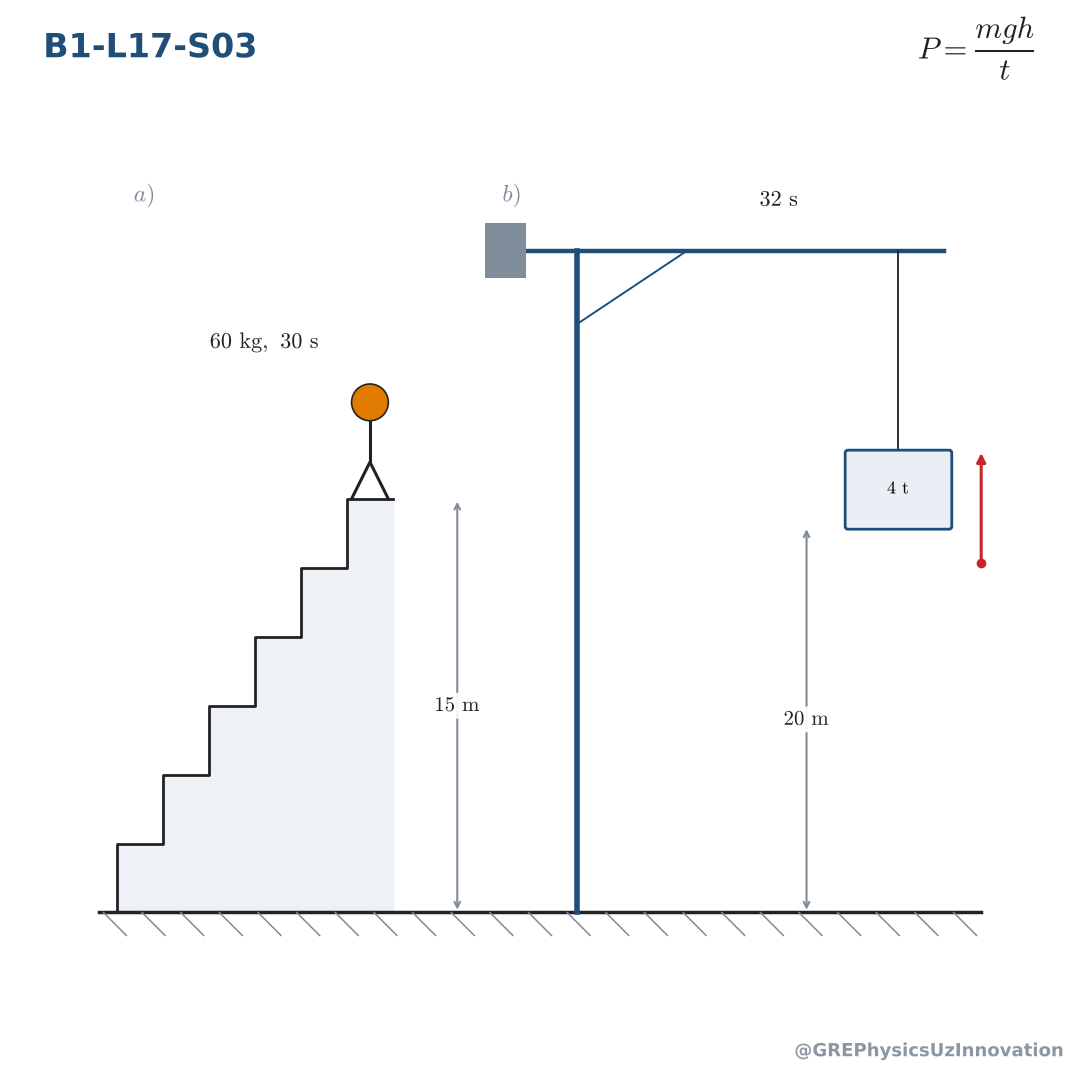 B1-L17-S03
P = mgh/t
a)
b)
32 s
60 kg, 30 s
4 t
15 m
20 m
@GREPhysicsUzInnovation